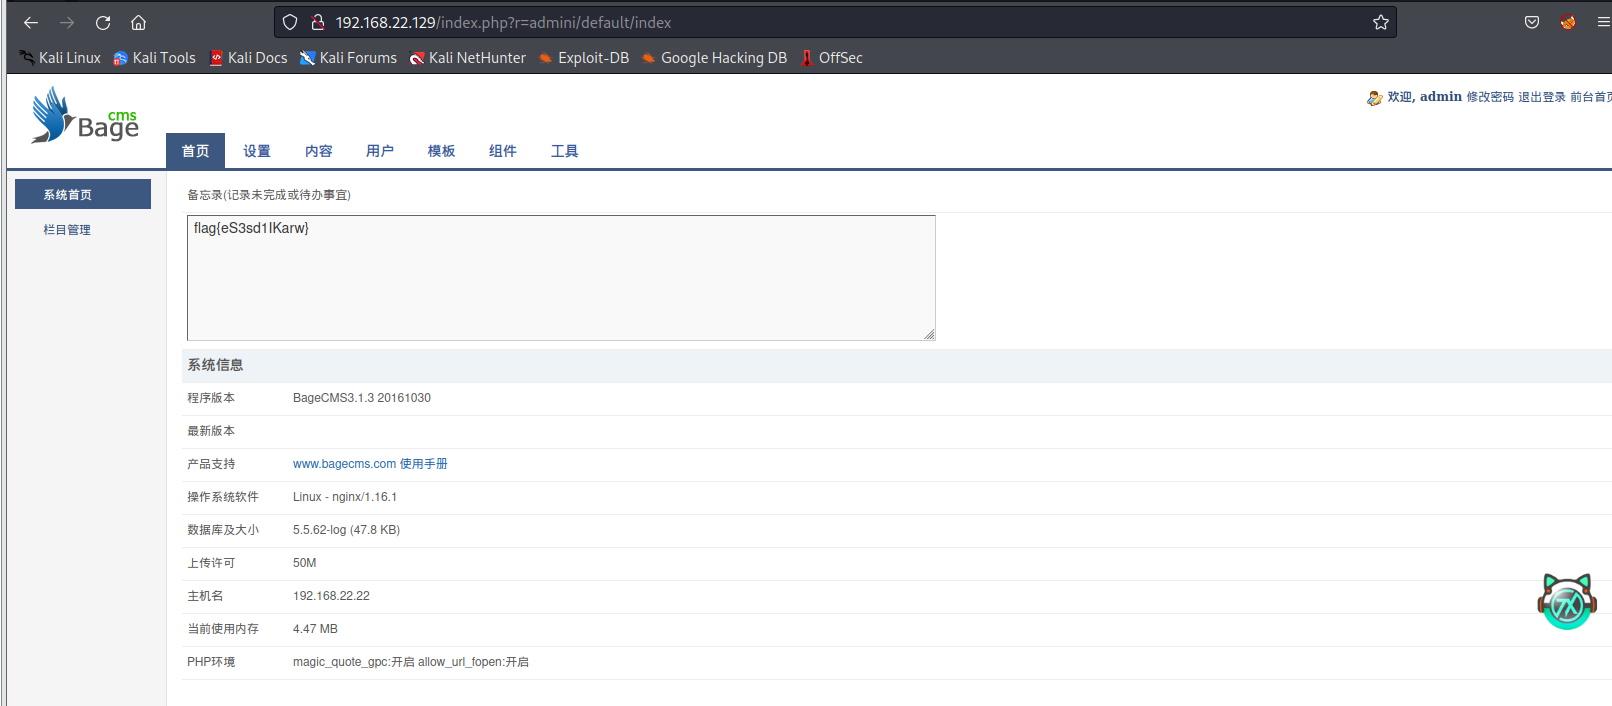 192.168.22.129/index.php?r=admini/default/index
Kali Linux Kali Tools Kali Docs Kali Forums Kali NetHunter Exploit-DB Google Hacking DB OffSec
Bage cms
欢迎, admin 修改密码 退出登录 前台首页
首页 设置 内容 用户 模板 组件 工具
系统首页
栏目管理
备忘录(记录未完成或待办事宜)
flag{eS3sd1IKarw}
系统信息
程序版本 BageCMS3.1.3 20161030
最新版本
产品支持 www.bagecms.com 使用手册
操作系统软件 Linux - nginx/1.16.1
数据库及大小 5.5.62-log (47.8 KB)
上传许可 50M
主机名 192.168.22.22
当前使用内存 4.47 MB
PHP环境 magic_quote_gpc:开启 allow_url_fopen:开启